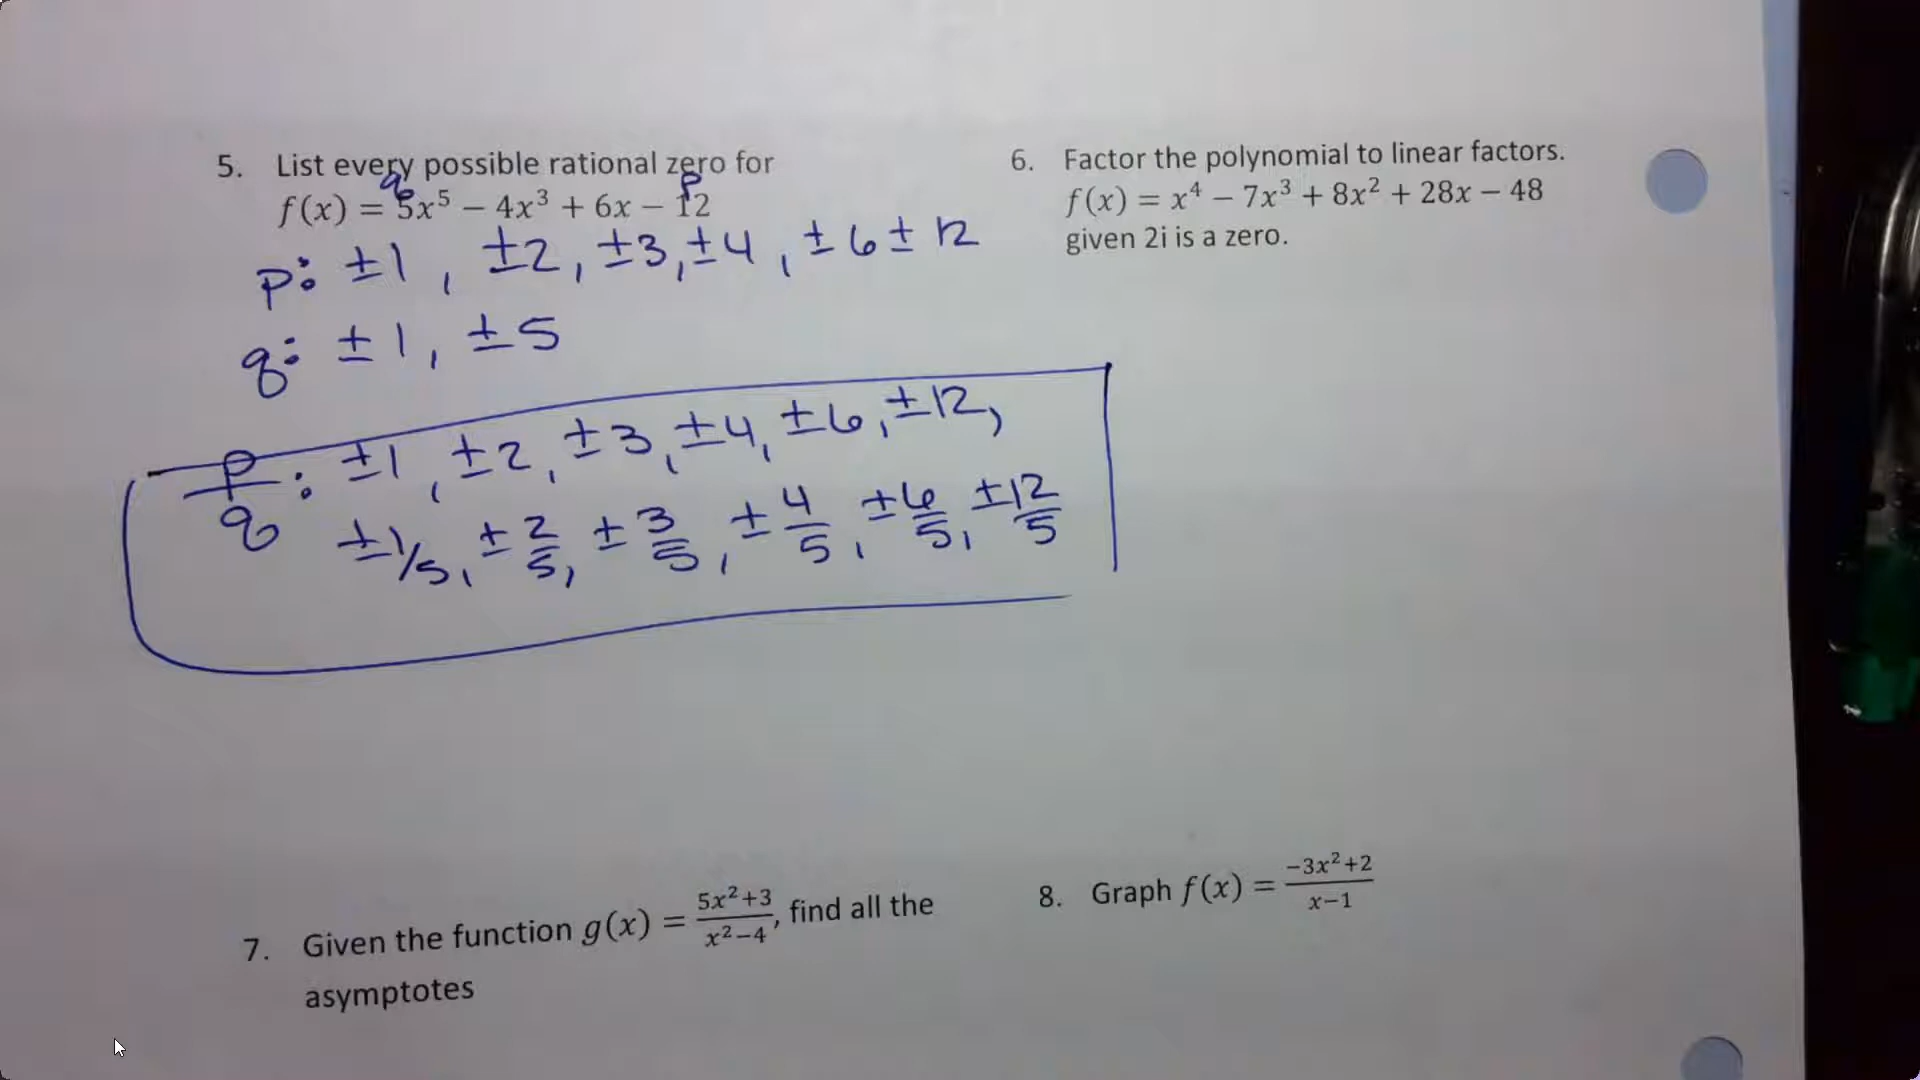 5. List every possible rational zero for
q p
f(x) = 5x⁵ − 4x³ + 6x − 12
p: ±1, ±2, ±3, ±4, ±6 ±12
q: ±1, ±5
p/q: ±1, ±2, ±3, ±4, ±6, ±12,
±1/5, ±2/5, ±3/5, ±4/5, ±6/5, ±12/5
6. Factor the polynomial to linear factors.
f(x) = x⁴ − 7x³ + 8x² + 28x − 48
given 2i is a zero.
7. Given the function g(x) = (5x²+3)/(x²−4), find all the
asymptotes
8. Graph f(x) = (−3x²+2)/(x−1)